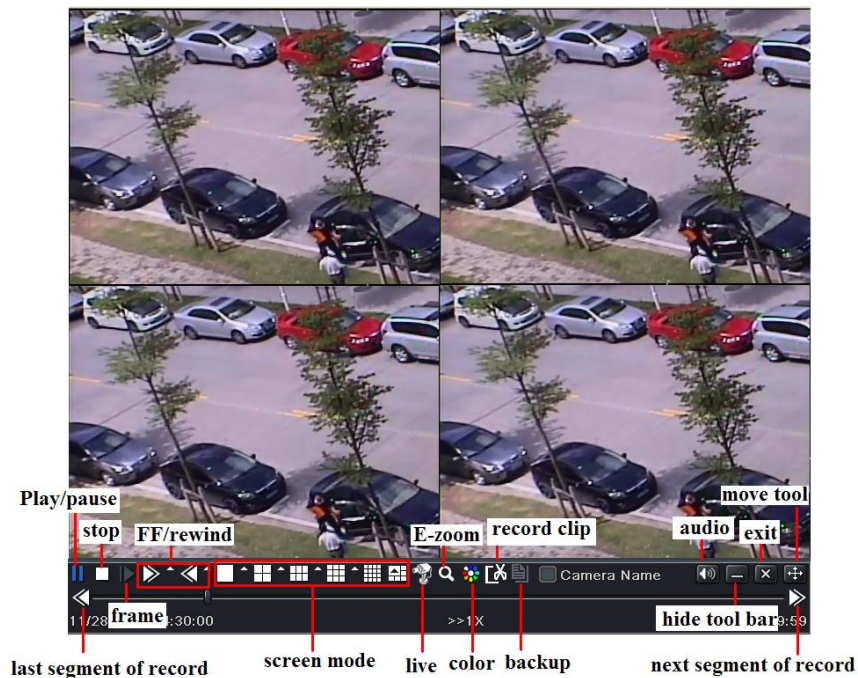 Play/pause
stop
FF/rewind
E-zoom
record clip
audio
move tool
exit
Camera Name
frame
hide tool bar
11/28
:30:00
>>1X
9:59
last segment of record
screen mode
live
color
backup
next segment of record